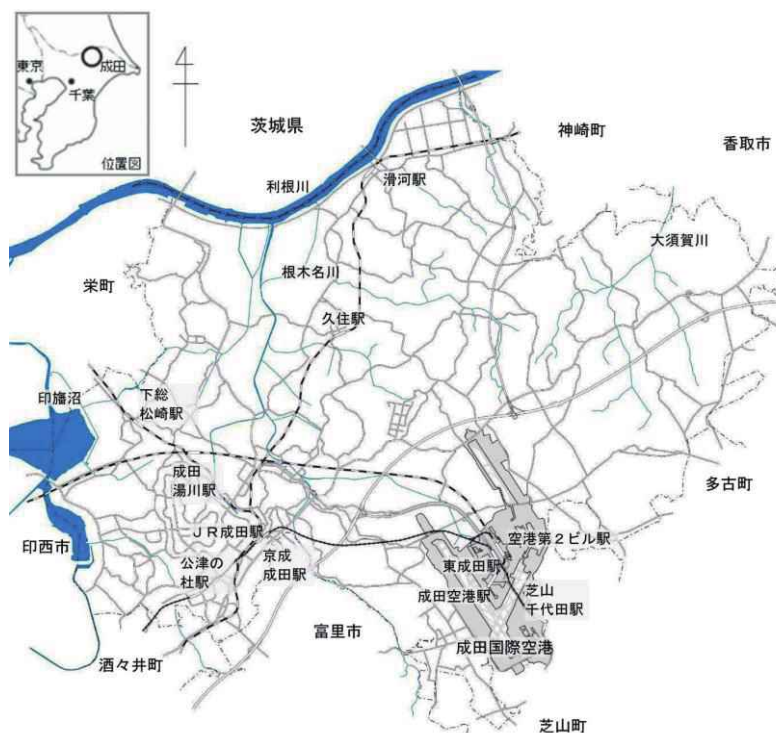 東京
成田
千葉
位置図
茨城県
神崎町
香取市
滑河駅
利根川
大須賀川
根木名川
栄町
久住駅
印旛沼
下総
松崎駅
成田
湯川駅
多古町
印西市
JR成田駅
空港第2ビル駅
京成
成田駅
公津の
杜駅
東成田駅
成田空港駅
芝山
千代田駅
富里市
成田国際空港
酒々井町
芝山町